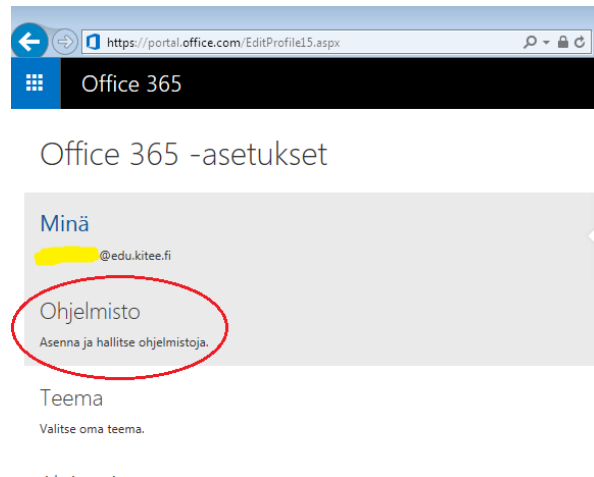 https://portal.office.com/EditProfile15.aspx
Office 365
Office 365 -asetukset
Minä
@edu.kitee.fi
Ohjelmisto
Asenna ja hallitse ohjelmistoja.
Teema
Valitse oma teema.